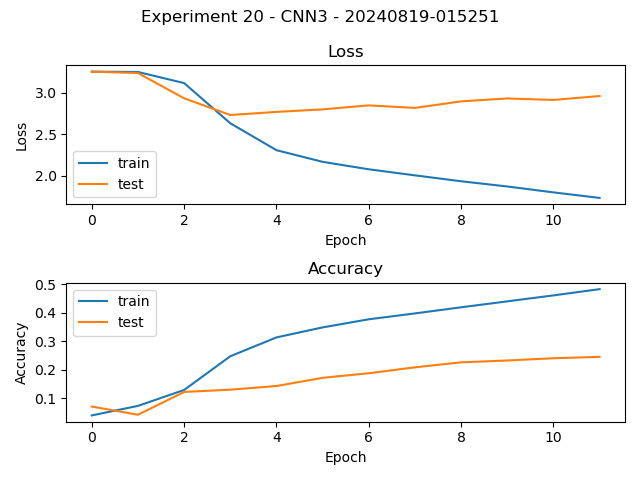 Experiment 20 - CNN3 - 20240819-015251
Loss
Loss
3.0
2.5
2.0
train
test
0 2 4 6 8 10
Epoch
Accuracy
Accuracy
0.5
0.4
0.3
0.2
0.1
train
test
0 2 4 6 8 10
Epoch